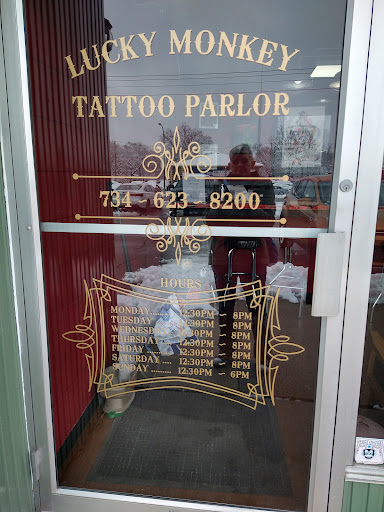 LUCKY MONKEY
TATTOO PARLOR
734 - 623 - 8200
HOURS
MONDAY ....... 12:30PM ~ 8PM
TUESDAY ....... 12:30PM ~ 8PM
WEDNESDAY ... 12:30PM ~ 8PM
THURSDAY ..... 12:30PM ~ 8PM
FRIDAY ......... 12:30PM ~ 8PM
SATURDAY .... 12:30PM ~ 8PM
SUNDAY .......... 12:30PM ~ 6PM